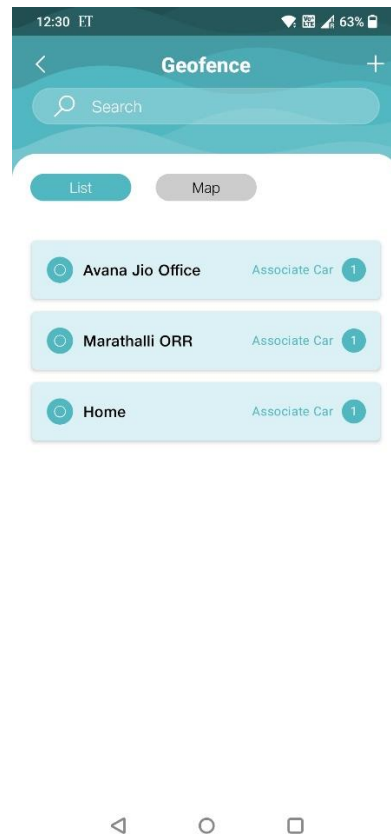 12:30 ET 63%
Geofence
Search
List Map
Avana Jio Office Associate Car 1
Marathalli ORR Associate Car 1
Home Associate Car 1